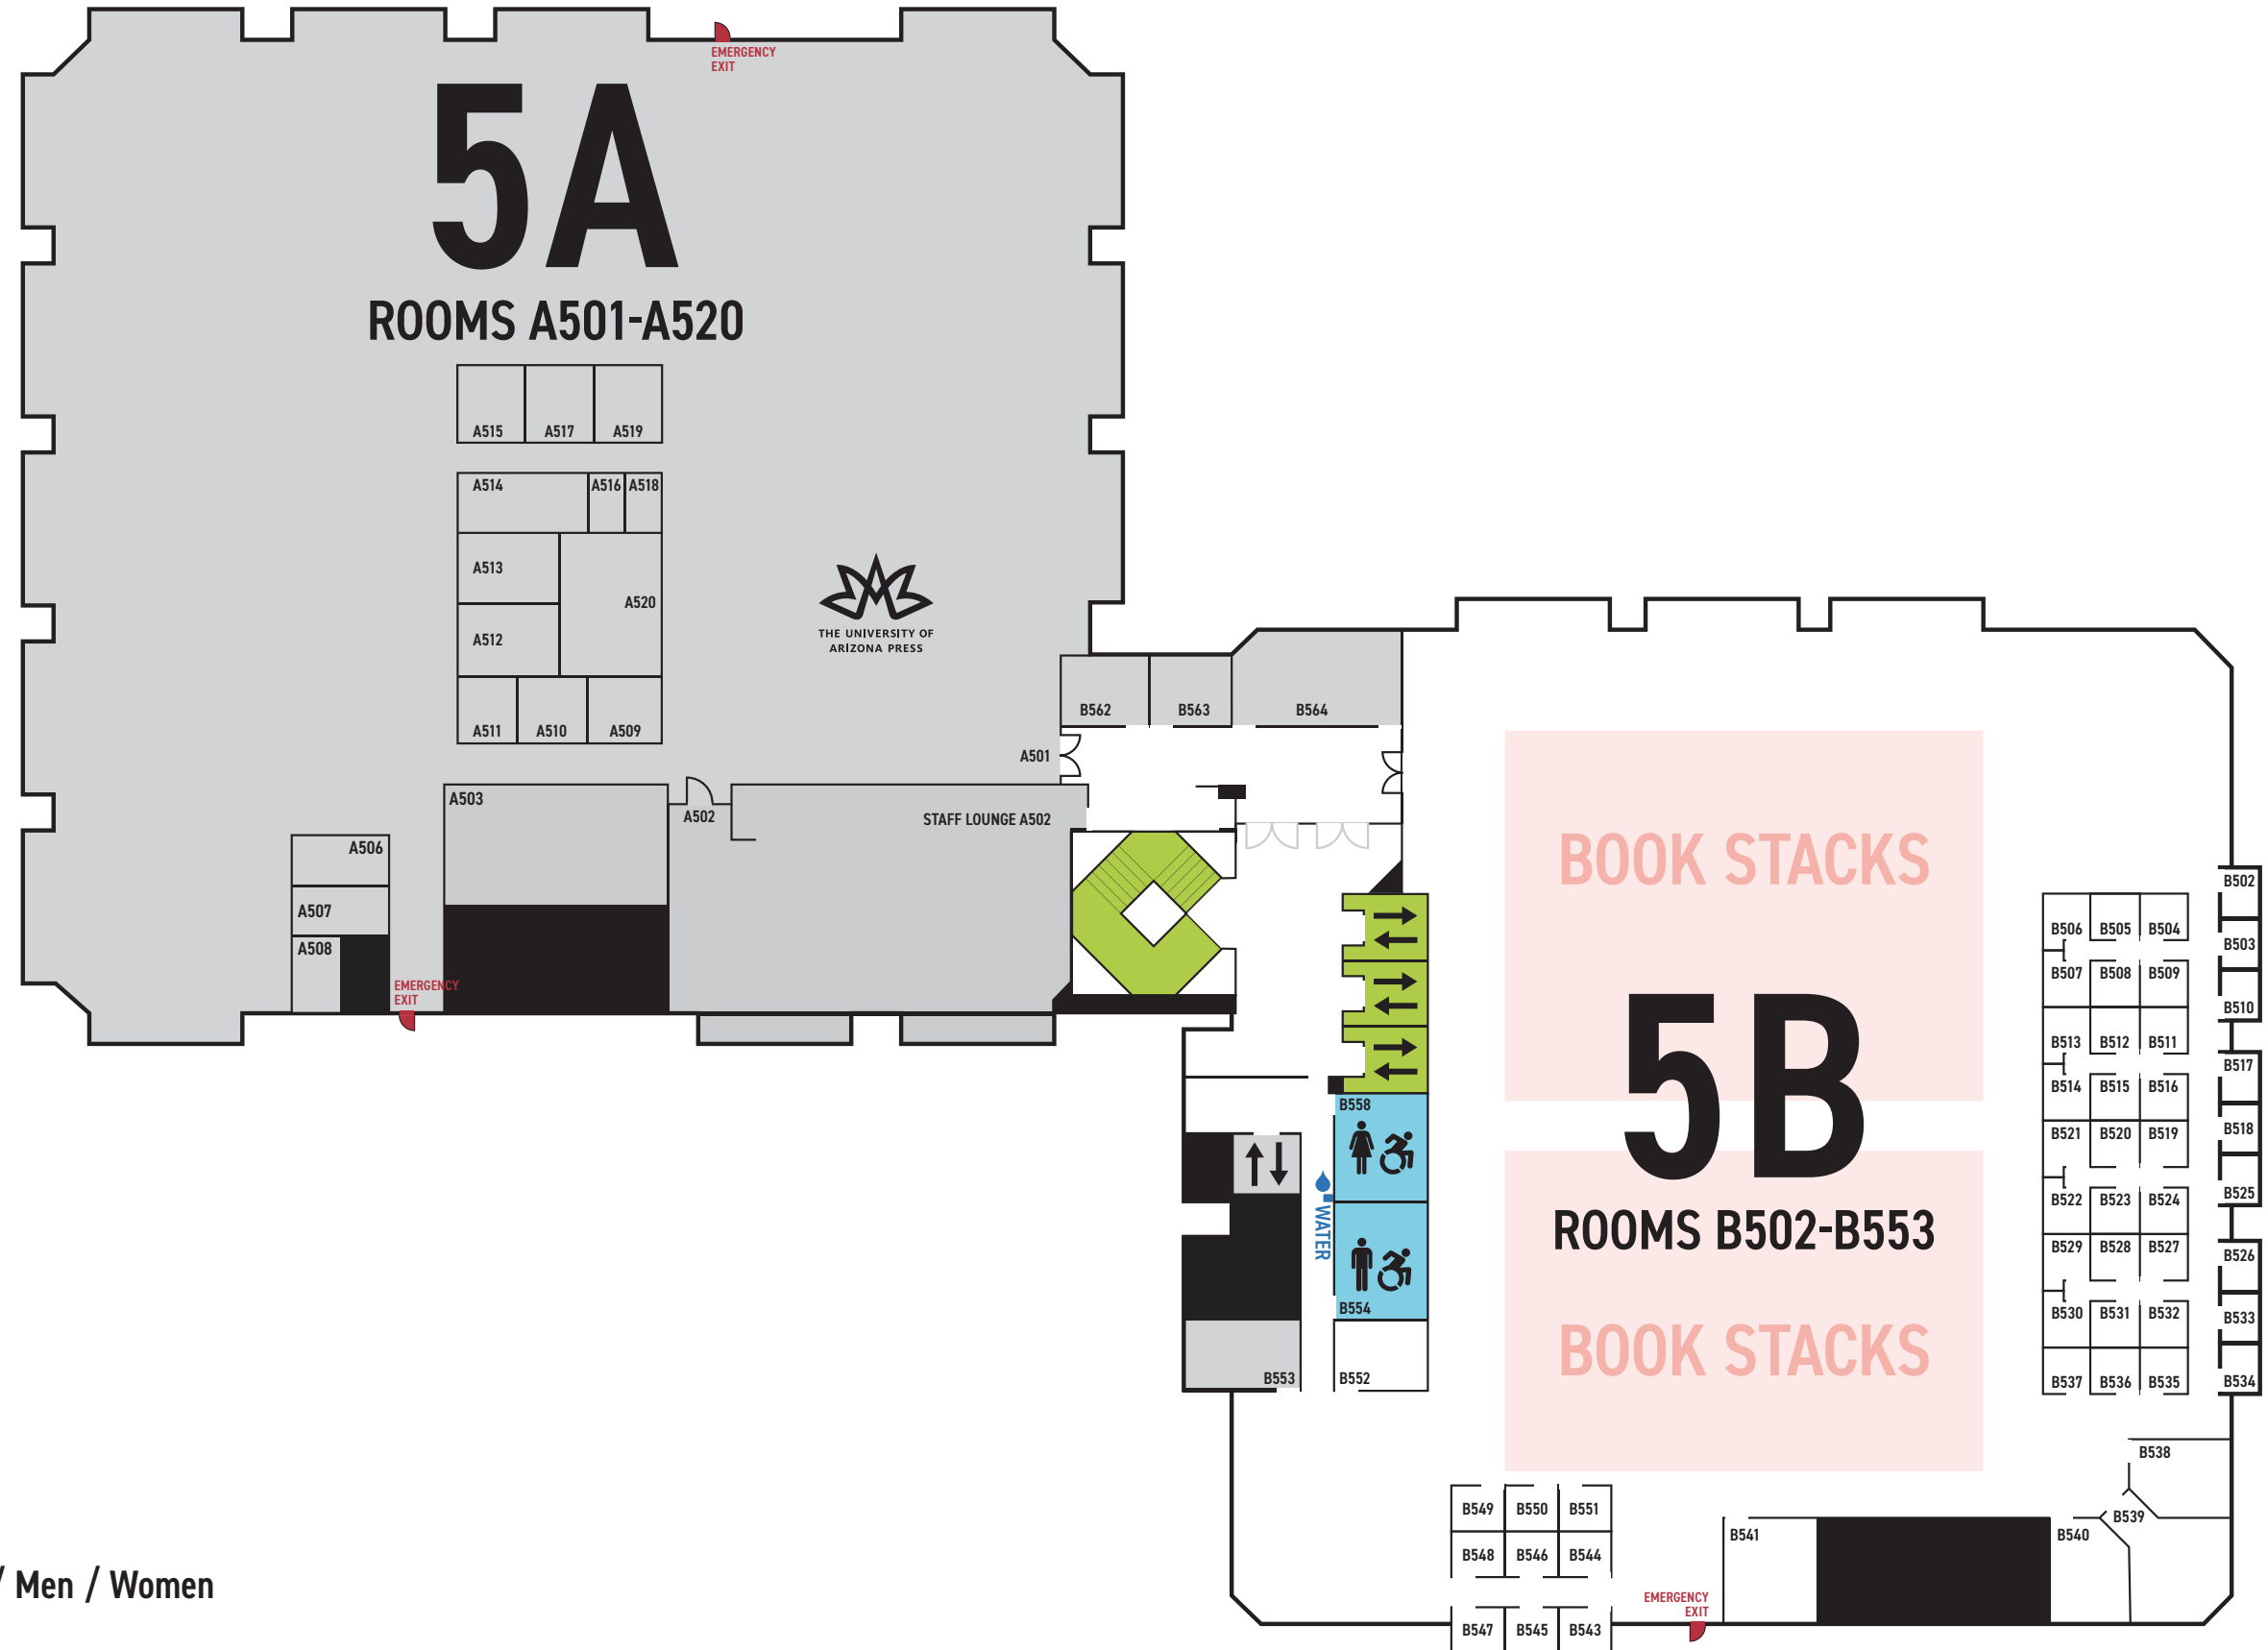 EMERGENCY
EXIT
5A
ROOMS A501-A520
A515
A517
A519
A514
A516
A518
A513
A520
A512
A511
A510
A509
THE UNIVERSITY OF
ARIZONA PRESS
B562
B563
B564
A501
A503
A502
STAFF LOUNGE A502
A506
A507
A508
EMERGENCY
EXIT
BOOK STACKS
5B
ROOMS B502-B553
BOOK STACKS
B502
B506
B505
B504
B503
B507
B508
B509
B510
B513
B512
B511
B517
B514
B515
B516
B518
B521
B520
B519
B525
B522
B523
B524
B529
B528
B527
B526
B530
B531
B532
B533
B537
B536
B535
B534
B558
WATER
B554
B553
B552
B538
B539
B540
B541
B549
B550
B551
B548
B546
B544
B547
B545
B543
EMERGENCY
EXIT
/ Men / Women